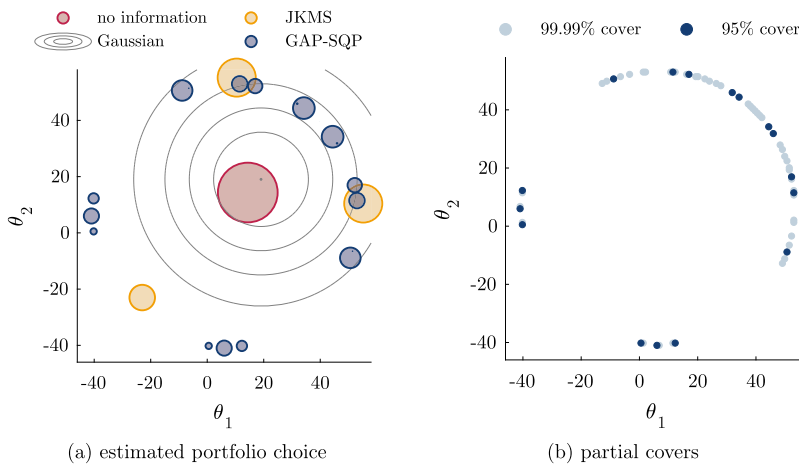 no information JKMS
Gaussian GAP-SQP
99.99% cover 95% cover
40
20
0
-20
-40
θ2
-40 -20 0 20 40
θ1
(a) estimated portfolio choice
40
20
0
-20
-40
θ2
-40 -20 0 20 40
θ1
(b) partial covers